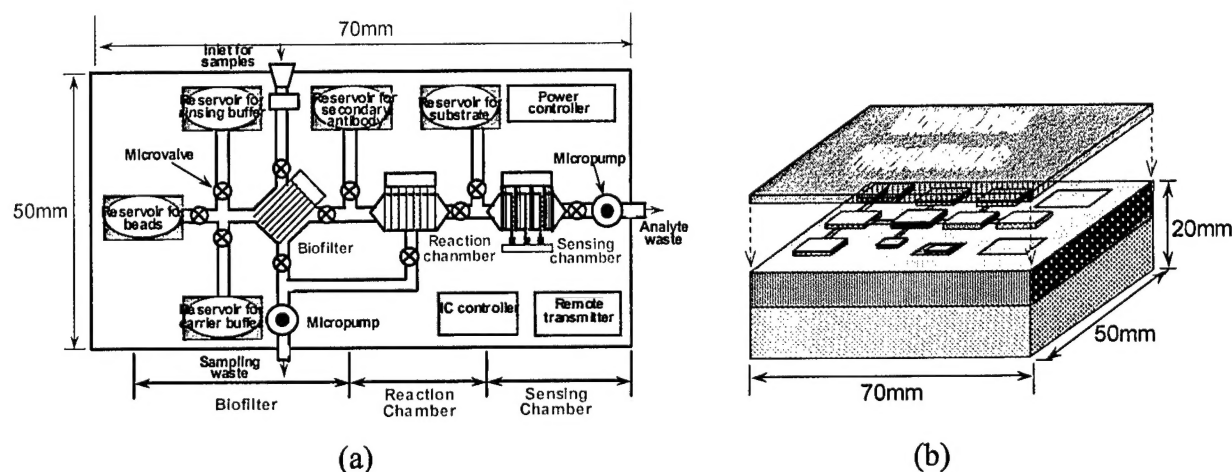 70mm
Inlet for
samples
Reservoir for
rinsing buffer
Reservoir for
secondary
antibody
Reservoir for
substrate
Power
controller
Microvalve
Micropump
50mm
Reservoir for
beads
Biofilter
Reaction
channmber
Sensing
channmber
Analyte
waste
Reservoir for
carrier buffer
Micropump
IC controller
Remote
transmitter
Sampling
waste
Biofilter
Reaction
Chamber
Sensing
Chamber
(a)
20mm
50mm
70mm
(b)